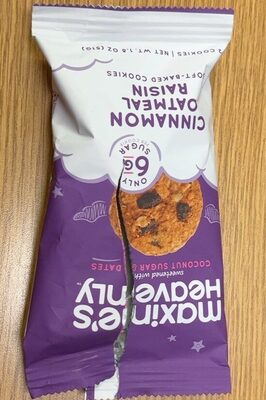 maxine's
Heavenly™
sweetened with
COCONUT SUGAR & DATES
ONLY
6G
SUGAR
CINNAMON
OATMEAL
RAISIN
SOFT-BAKED COOKIES
2 COOKIES | NET WT. 1.8 OZ (51G)